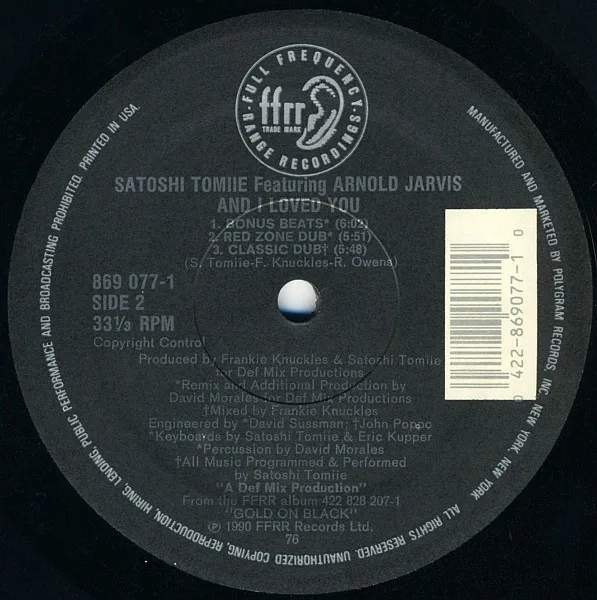 FULL FREQUENCY
RANGE RECORDINGS
ffrr
TRADE MARK
SATOSHI TOMIIE Featuring ARNOLD JARVIS
AND I LOVED YOU
1. BONUS BEATS* (6:02)
2. RED ZONE DUB* (5:51)
3. CLASSIC DUB† (5:48)
(S. Tomiie-F. Knuckles-R. Owens)
869 077-1
SIDE 2
33⅓ RPM
Copyright Control
Produced by Frankie Knuckles & Satoshi Tomiie
for Def Mix Productions
*Remix and Additional Production by
David Morales for Def Mix Productions
†Mixed by Frankie Knuckles
Engineered by *David Sussman; †John Poppo
*Keyboards by Satoshi Tomiie & Eric Kupper
*Percussion by David Morales
†All Music Programmed & Performed
by Satoshi Tomiie
"A Def Mix Production"
From the FFRR album 422 828 207-1
"GOLD ON BLACK"
Ⓟ 1990 FFRR Records Ltd.
76
0 422-869077-1 0
MANUFACTURED AND MARKETED BY POLYGRAM RECORDS, INC. NEW YORK, NEW YORK
ALL RIGHTS RESERVED. UNAUTHORIZED COPYING, REPRODUCTION, HIRING, LENDING, PUBLIC PERFORMANCE AND BROADCASTING PROHIBITED. PRINTED IN USA.